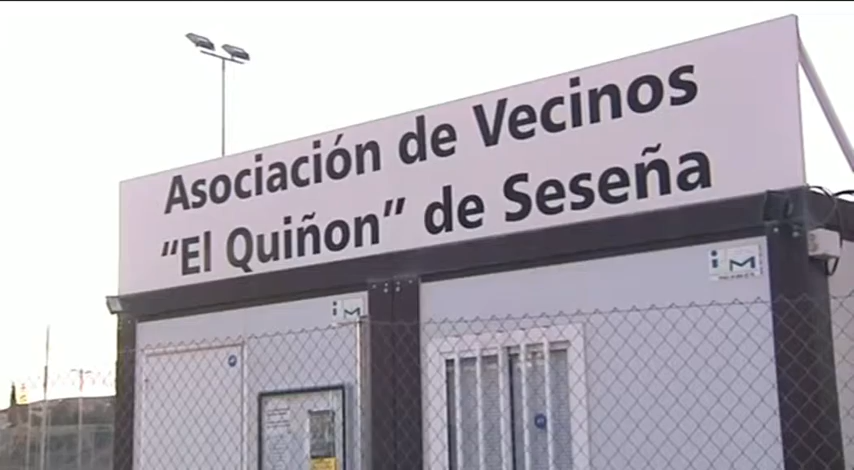 Asociación de Vecinos
“El Quiñon” de Seseña